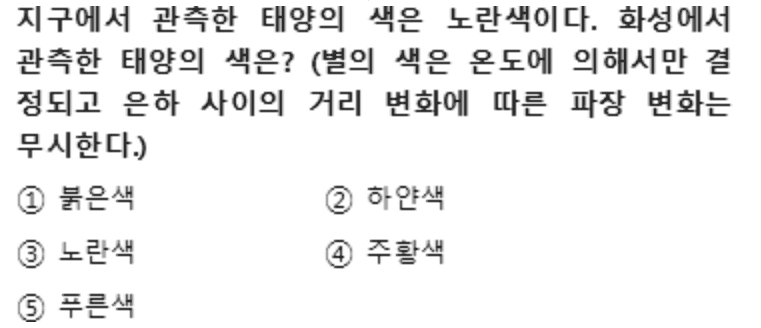 지구에서 관측한 태양의 색은 노란색이다. 화성에서
관측한 태양의 색은? (별의 색은 온도에 의해서만 결
정되고 은하 사이의 거리 변화에 따른 파장 변화는
무시한다.)
① 붉은색 ② 하얀색
③ 노란색 ④ 주황색
⑤ 푸른색